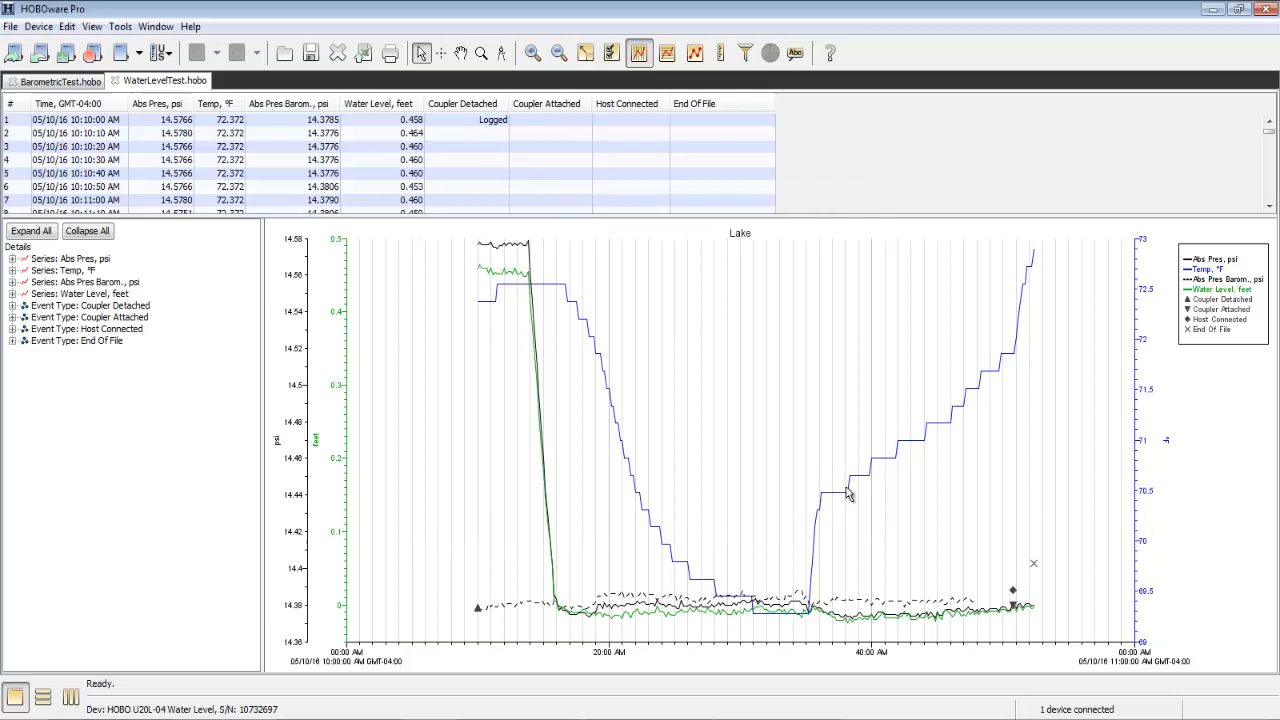 HOBOware Pro
File Device Edit View Tools Window Help
BarometricTest.hobo WaterLevelTest.hobo
# Time, GMT-04:00 Abs Pres, psi Temp, °F Abs Pres Barom., psi Water Level, feet Coupler Detached Coupler Attached Host Connected End Of File
1 05/10/16 10:10:00 AM 14.5766 72.372 14.3785 0.458 Logged
2 05/10/16 10:10:10 AM 14.5780 72.372 14.3776 0.464
3 05/10/16 10:10:20 AM 14.5766 72.372 14.3776 0.460
4 05/10/16 10:10:30 AM 14.5766 72.372 14.3776 0.460
5 05/10/16 10:10:40 AM 14.5766 72.372 14.3776 0.460
6 05/10/16 10:10:50 AM 14.5766 72.372 14.3806 0.453
7 05/10/16 10:11:00 AM 14.5780 72.372 14.3790 0.460
Expand All Collapse All
Details
Series: Abs Pres, psi
Series: Temp, °F
Series: Abs Pres Barom., psi
Series: Water Level, feet
Event Type: Coupler Detached
Event Type: Coupler Attached
Event Type: Host Connected
Event Type: End Of File
Lake
14.58
14.56
14.54
14.52
14.5
14.48
14.46
14.44
14.42
14.4
14.38
14.36
psi
0.5
0.4
0.3
0.2
0.1
0
feet
73
72.5
72
71.5
71
70.5
70
69.5
69
°F
Abs Pres, psi
Temp, °F
Abs Pres Barom., psi
Water Level, feet
Coupler Detached
Coupler Attached
Host Connected
End Of File
00:00 AM 20:00 AM 40:00 AM 00:00 AM
05/10/16 10:00:00 AM GMT-04:00 05/10/16 11:00:00 AM GMT-04:00
Ready.
Dev: HOBO U20L-04 Water Level, S/N: 10732697 1 device connected